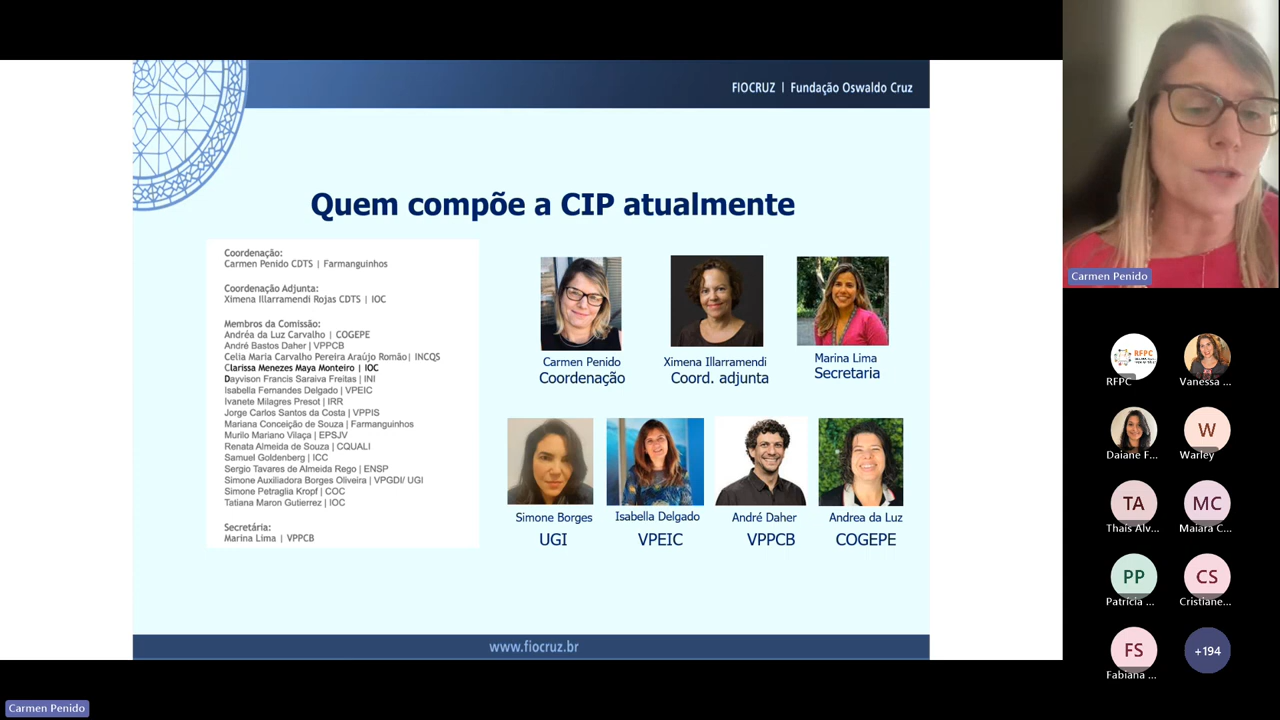 FIOCRUZ | Fundação Oswaldo Cruz
Quem compõe a CIP atualmente
Coordenação:
Carmen Penido CDTS | Farmanguinhos
Coordenação Adjunta:
Ximena Illarramendi Rojas CDTS | IOC
Membros da Comissão:
Andréa da Luz Carvalho | COGEPE
André Bastos Daher | VPPCB
Celia Maria Carvalho Pereira Araújo Romão| INCQS
Clarissa Menezes Maya Monteiro | IOC
Dayvison Francis Saraiva Freitas | INI
Isabella Fernandes Delgado | VPEIC
Ivanete Milagres Presot | IRR
Jorge Carlos Santos da Costa | VPPIS
Mariana Conceição de Souza | Farmanguinhos
Murilo Mariano Vilaça | EPSJV
Renata Almeida de Souza | CQUALI
Samuel Goldenberg | ICC
Sergio Tavares de Almeida Rego | ENSP
Simone Auxiliadora Borges Oliveira | VPGDI/ UGI
Simone Petraglia Kropf | COC
Tatiana Maron Gutierrez | IOC
Secretária:
Marina Lima | VPPCB
Carmen Penido
Coordenação
Ximena Illarramendi
Coord. adjunta
Marina Lima
Secretaria
Simone Borges
UGI
Isabella Delgado
VPEIC
André Daher
VPPCB
Andrea da Luz
COGEPE
www.fiocruz.br
Carmen Penido
RFPC
RFPC
Vanessa ...
Daiane F...
W
Warley
TA
Thais Alv...
MC
Maiara C...
PP
Patrícia ...
CS
Cristiane...
FS
Fabiana ...
+194
Carmen Penido